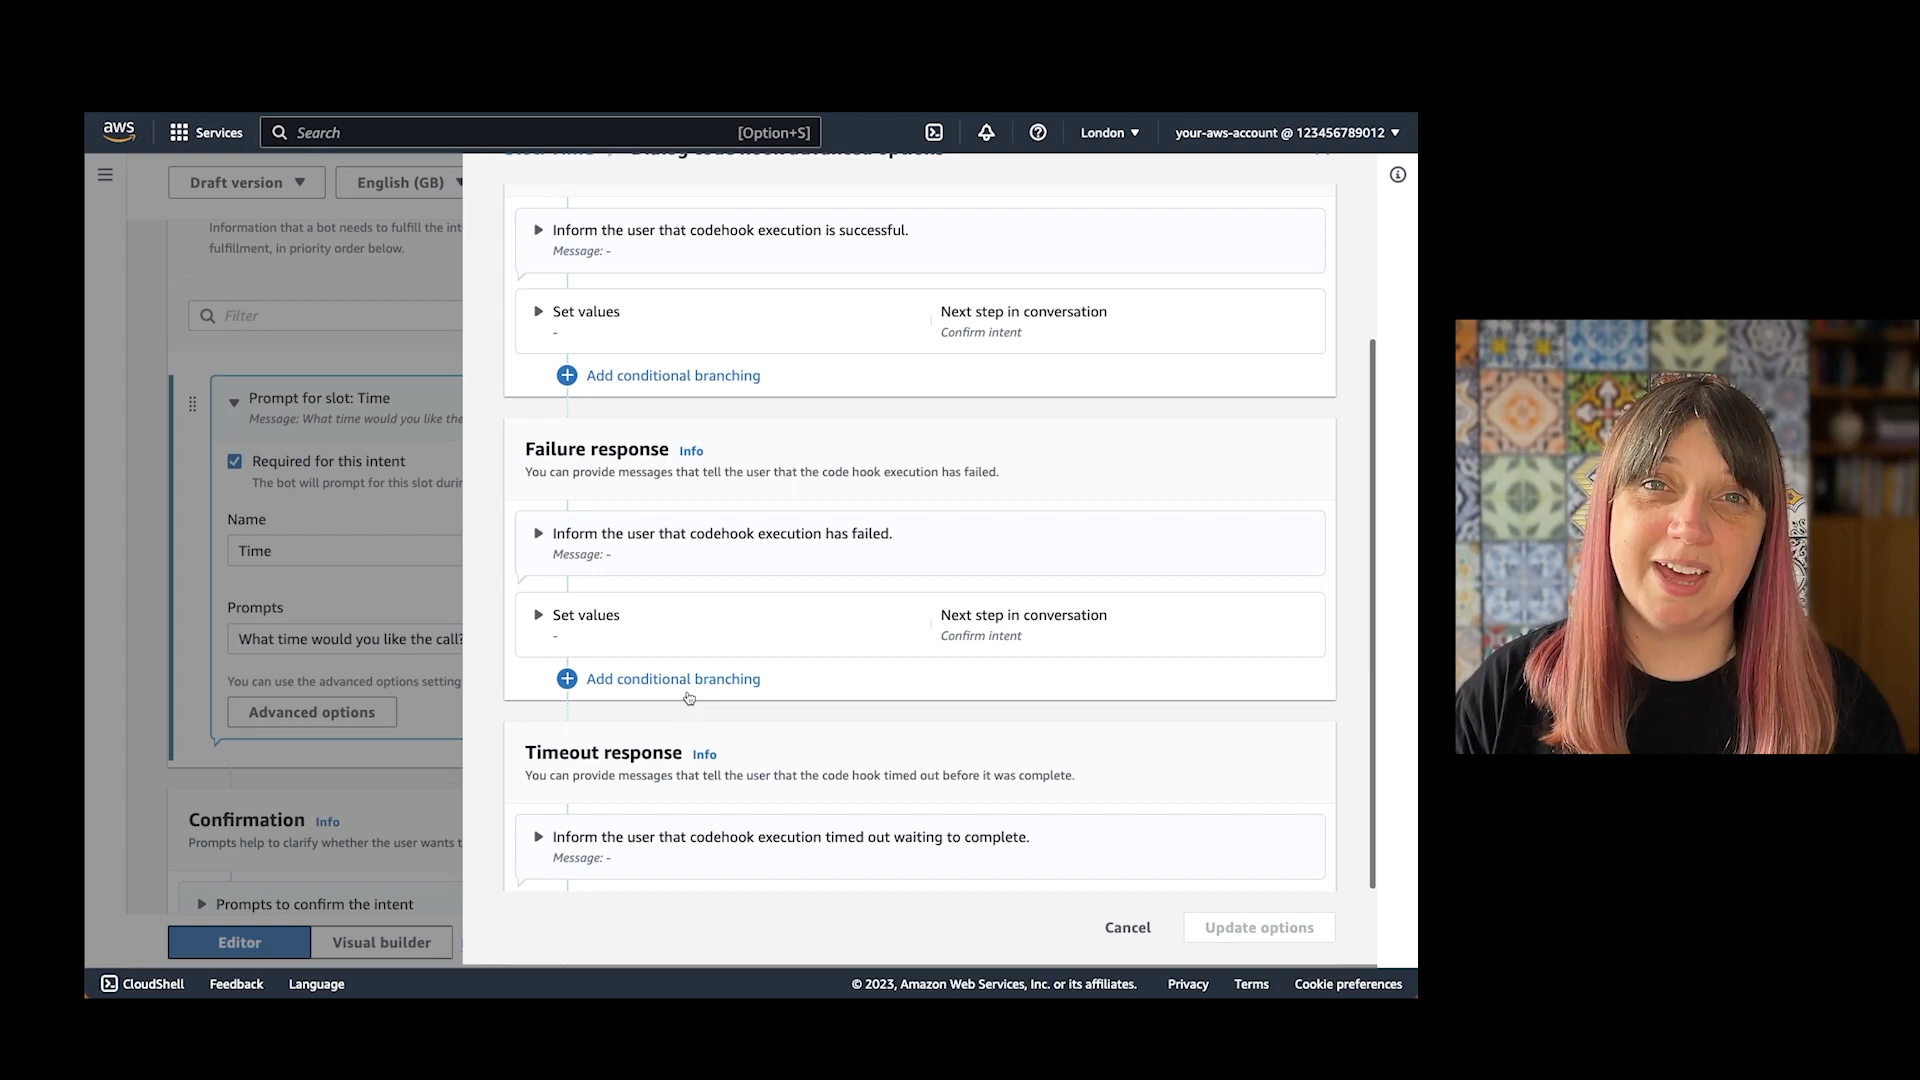 aws
Services
Search
[Option+S]
London
your-aws-account @ 123456789012
Draft version
English (GB)
Information that a bot needs to fulfill the
fulfillment, in priority order below.
Filter
Prompt for slot: Time
Message: What time would you like the
Required for this intent
The bot will prompt for this slot
Name
Time
Prompts
What time would you like the call?
You can use the advanced options setting
Advanced options
Confirmation Info
Prompts help to clarify whether the user wants
Prompts to confirm the intent
Editor
Visual builder
Dialog code hook advanced options
Inform the user that codehook execution is successful.
Message: -
Set values
-
Next step in conversation
Confirm intent
Add conditional branching
Failure response Info
You can provide messages that tell the user that the code hook execution has failed.
Inform the user that codehook execution has failed.
Message: -
Set values
-
Next step in conversation
Confirm intent
Add conditional branching
Timeout response Info
You can provide messages that tell the user that the code hook timed out before it was complete.
Inform the user that codehook execution timed out waiting to complete.
Message: -
Cancel
Update options
CloudShell
Feedback
Language
© 2023, Amazon Web Services, Inc. or its affiliates.
Privacy
Terms
Cookie preferences